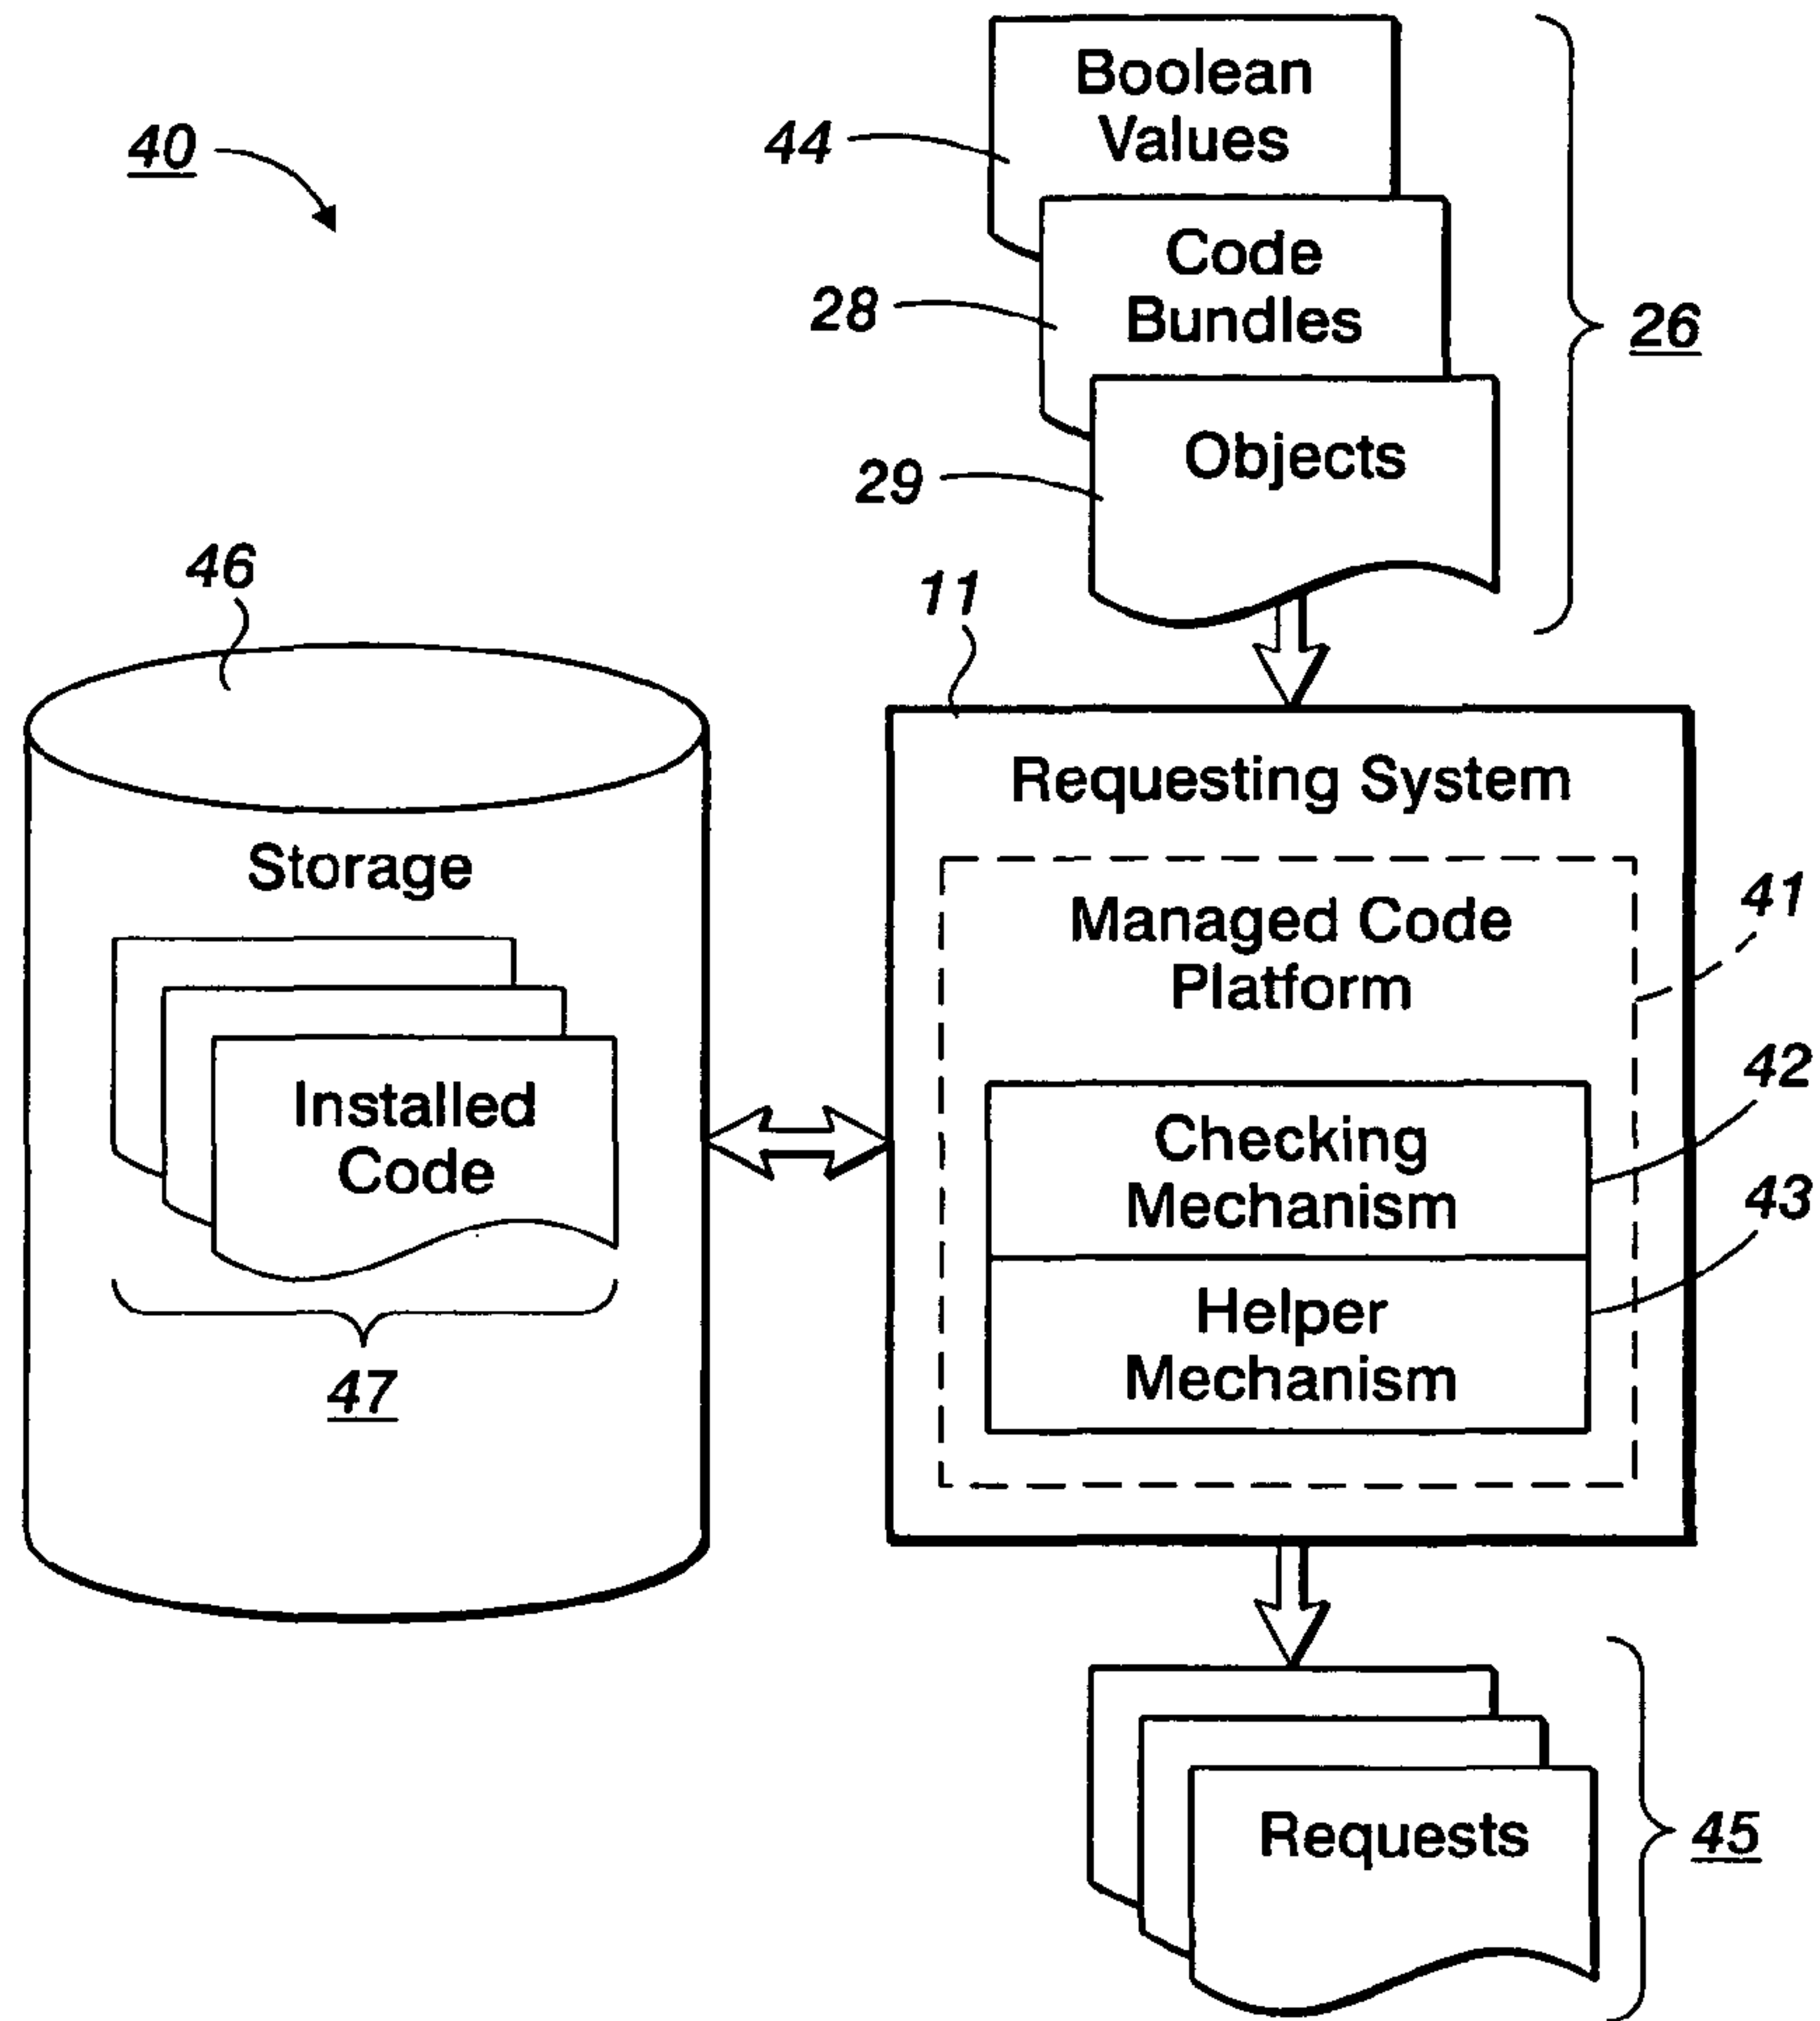 40
44
Boolean
Values
28
Code
Bundles
26
29
Objects
46
11
Storage
Requesting System
Managed Code
Platform
41
Installed
Code
Checking
Mechanism
42
Helper
Mechanism
43
47
Requests
45